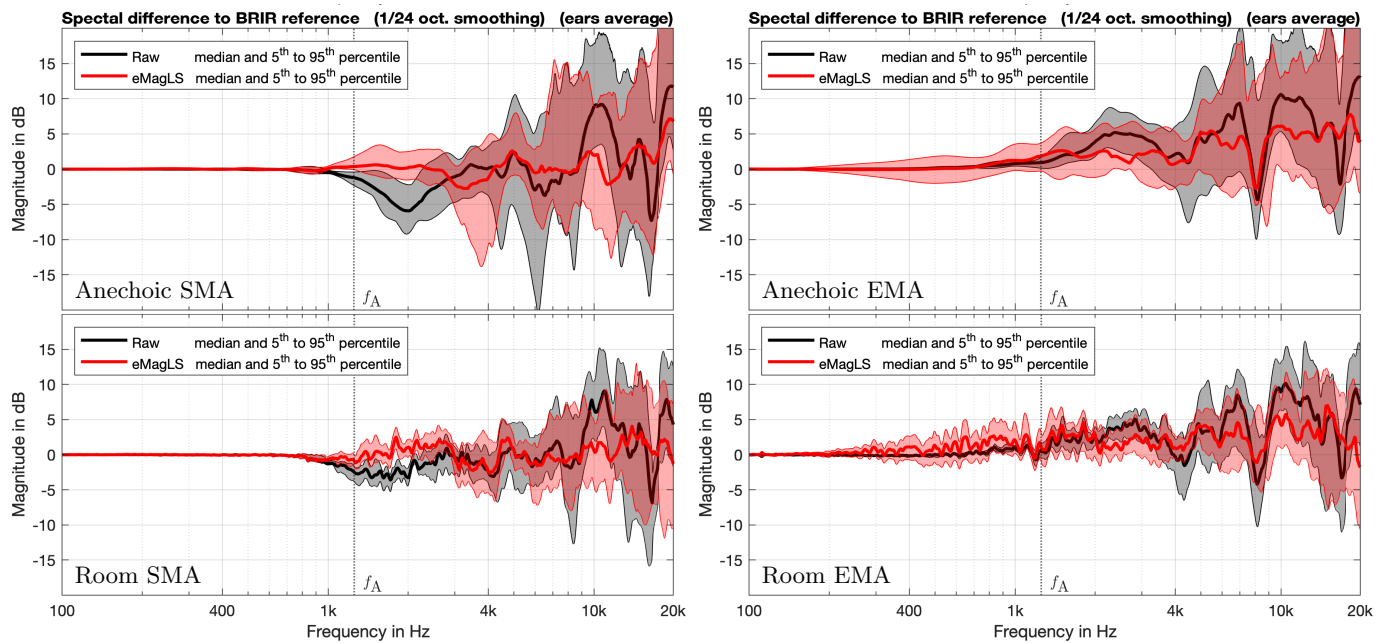 Spectal difference to BRIR reference (1/24 oct. smoothing) (ears average)
Raw median and 5th to 95th percentile
eMagLS median and 5th to 95th percentile
Magnitude in dB
15
10
5
0
-5
-10
-15
Anechoic SMA
fA
Spectal difference to BRIR reference (1/24 oct. smoothing) (ears average)
Raw median and 5th to 95th percentile
eMagLS median and 5th to 95th percentile
Magnitude in dB
15
10
5
0
-5
-10
-15
Anechoic EMA
fA
Raw median and 5th to 95th percentile
eMagLS median and 5th to 95th percentile
Magnitude in dB
15
10
5
0
-5
-10
-15
Room SMA
fA
100 400 1k 4k 10k 20k
Frequency in Hz
Raw median and 5th to 95th percentile
eMagLS median and 5th to 95th percentile
Magnitude in dB
15
10
5
0
-5
-10
-15
Room EMA
fA
100 400 1k 4k 10k 20k
Frequency in Hz